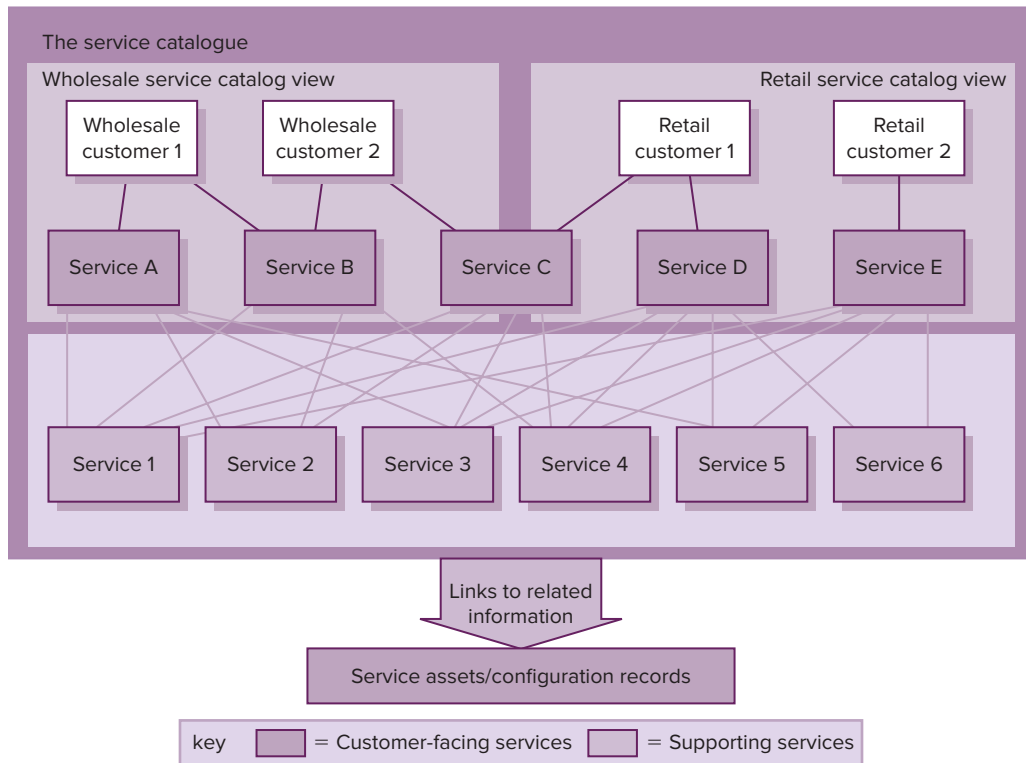 The service catalogue
Wholesale service catalog view
Retail service catalog view
Wholesale
customer 1
Wholesale
customer 2
Retail
customer 1
Retail
customer 2
Service A
Service B
Service C
Service D
Service E
Service 1
Service 2
Service 3
Service 4
Service 5
Service 6
Links to related
information
Service assets/configuration records
key = Customer-facing services = Supporting services